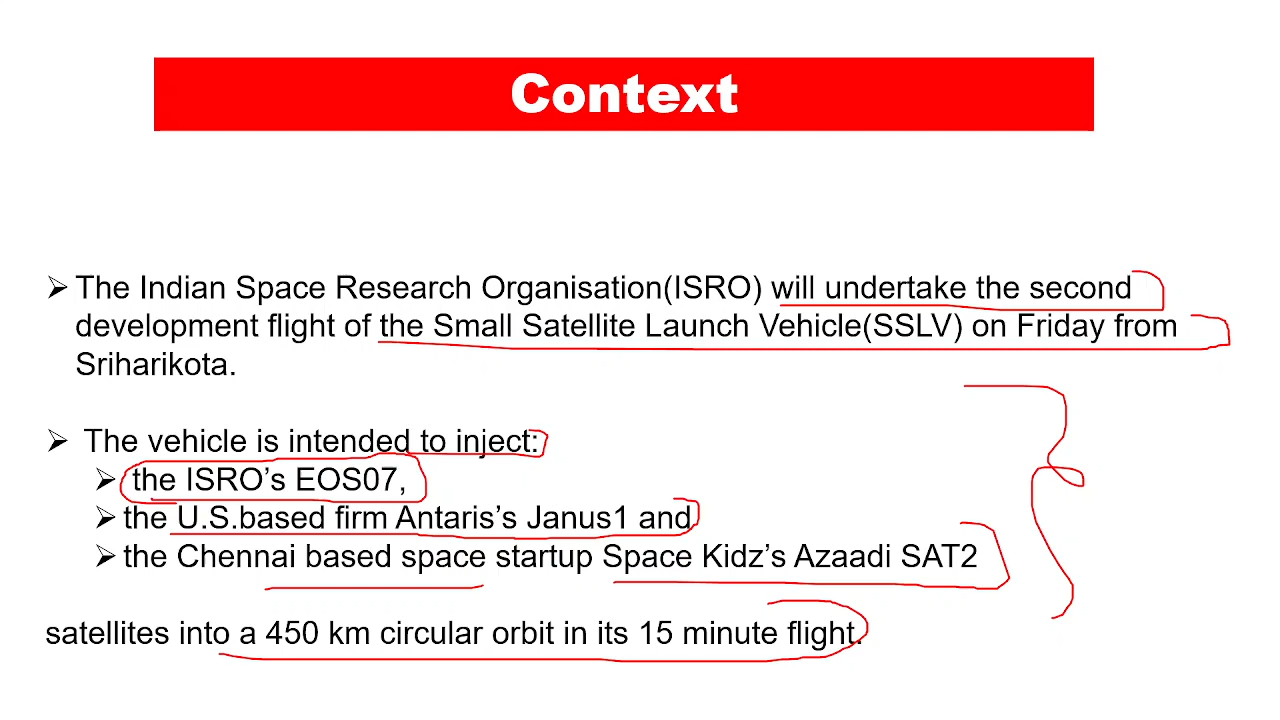 Context
➢ The Indian Space Research Organisation(ISRO) will undertake the second
development flight of the Small Satellite Launch Vehicle(SSLV) on Friday from
Sriharikota.
➢ The vehicle is intended to inject:
➢ the ISRO’s EOS07,
➢ the U.S.based firm Antaris’s Janus1 and
➢ the Chennai based space startup Space Kidz’s Azaadi SAT2
satellites into a 450 km circular orbit in its 15 minute flight.